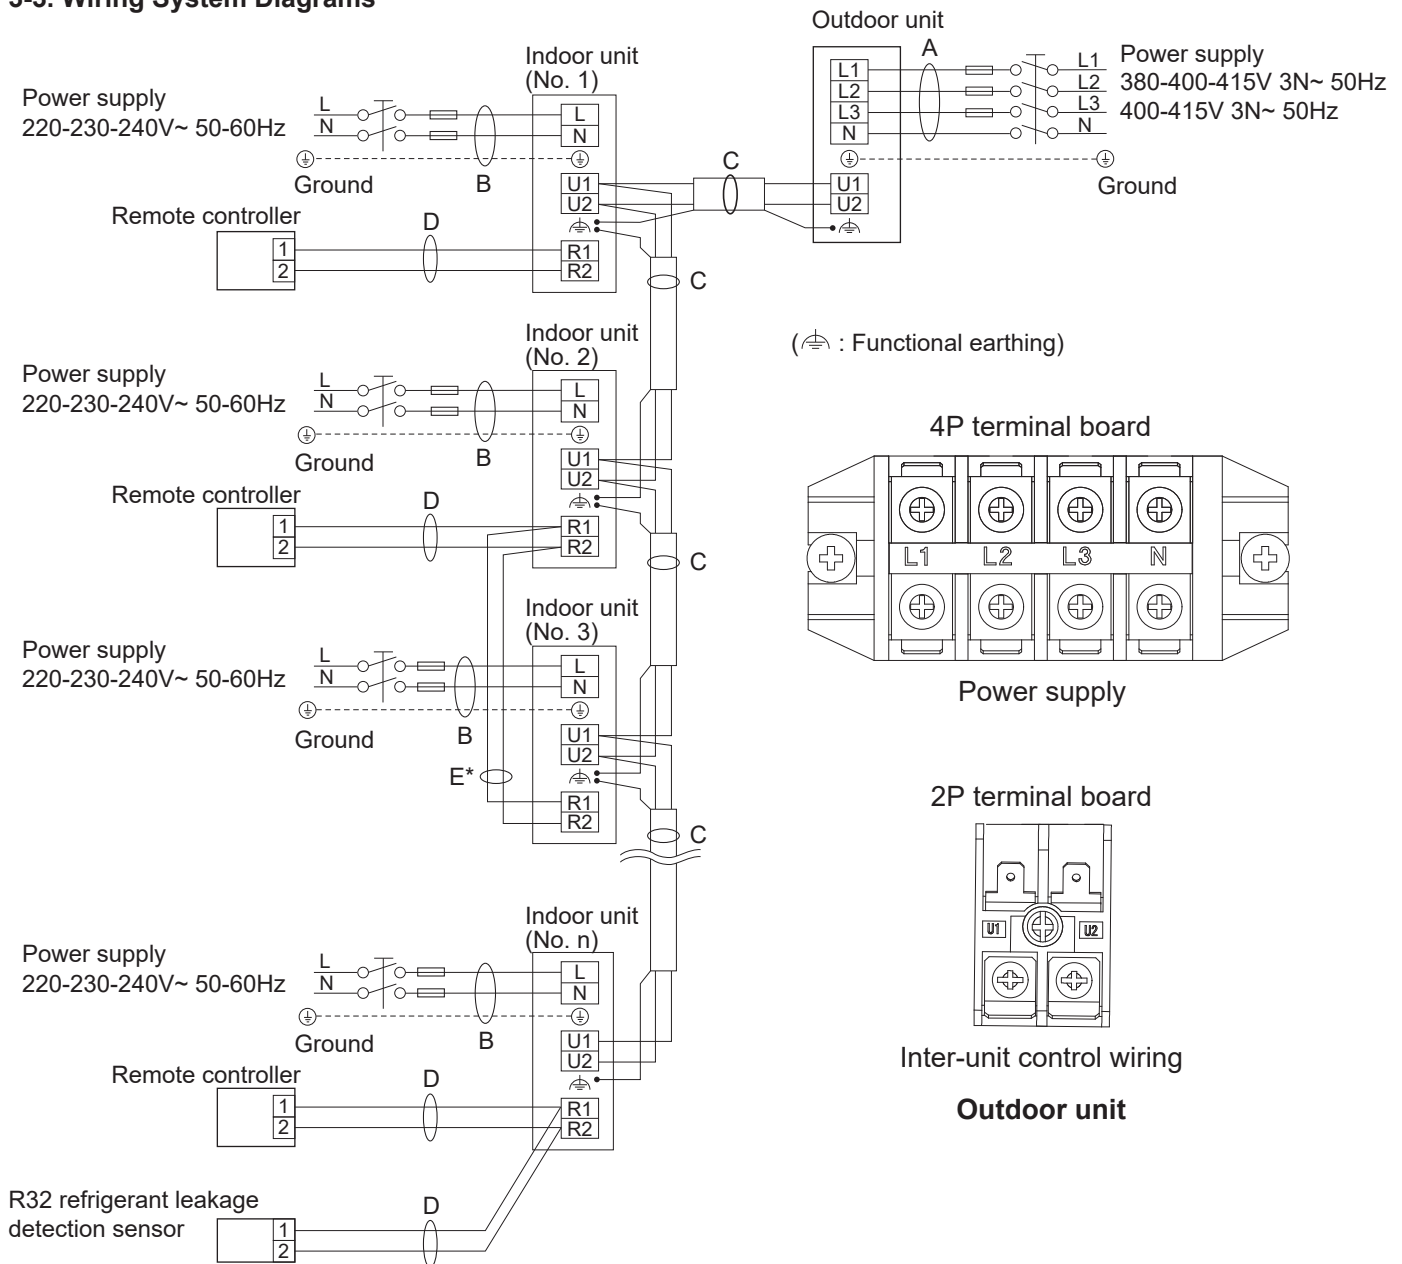 3-3. Wiring System Diagrams
Outdoor unit
A
L1
L2
L3
N
L1
L2
L3
N
Power supply
380-400-415V 3N~ 50Hz
400-415V 3N~ 50Hz
Ground
U1
U2
C
Indoor unit
(No. 1)
Power supply
220-230-240V~ 50-60Hz
L
N
L
N
Ground
B
U1
U2
Remote controller
D
1
2
R1
R2
C
( : Functional earthing)
Indoor unit
(No. 2)
Power supply
220-230-240V~ 50-60Hz
L
N
L
N
Ground
B
U1
U2
Remote controller
D
1
2
R1
R2
C
Indoor unit
(No. 3)
Power supply
220-230-240V~ 50-60Hz
L
N
L
N
Ground
B
U1
U2
E*
R1
R2
C
Indoor unit
(No. n)
Power supply
220-230-240V~ 50-60Hz
L
N
L
N
Ground
B
U1
U2
Remote controller
D
1
2
R1
R2
R32 refrigerant leakage
detection sensor
D
1
2
4P terminal board
L1 L2 L3 N
Power supply
2P terminal board
U1 U2
Inter-unit control wiring
Outdoor unit